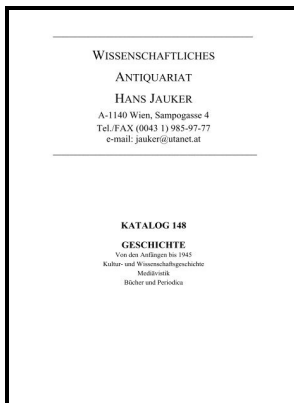 WISSENSCHAFTLICHES
ANTIQUARIAT
HANS JAUKER
A-1140 Wien, Sampogasse 4
Tel./FAX (0043 1) 985-97-77
e-mail: jauker@utanet.at
KATALOG 148
GESCHICHTE
Von den Anfängen bis 1945
Kultur- und Wissenschaftsgeschichte
Mediävistik
Bücher und Periodica